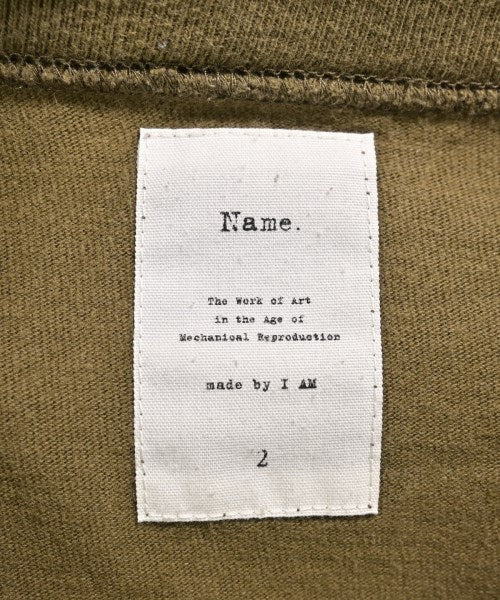 Name.
The Work of Art
in the Age of
Mechanical Reproduction
made by I AM
2